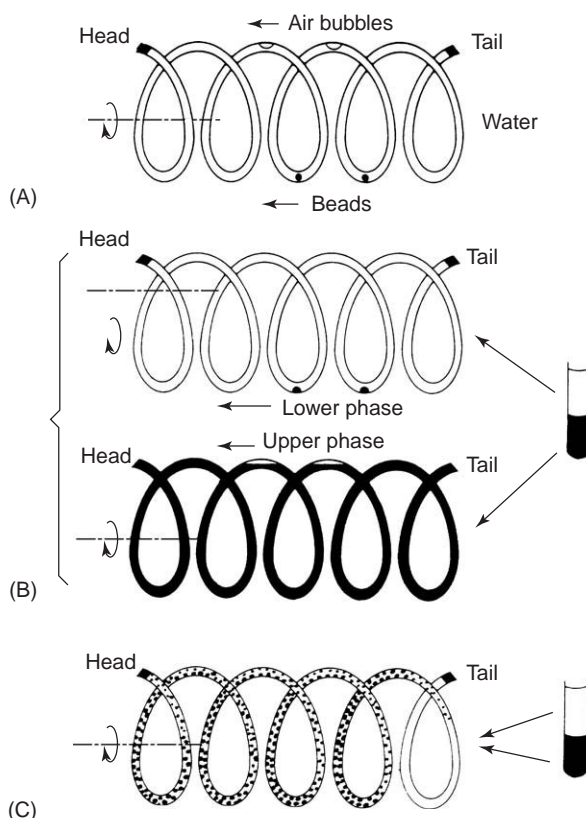 Air bubbles
Head
Tail
Water
(A)
Beads
Head
Tail
Lower phase
Upper phase
Head
Tail
(B)
Head
Tail
(C)